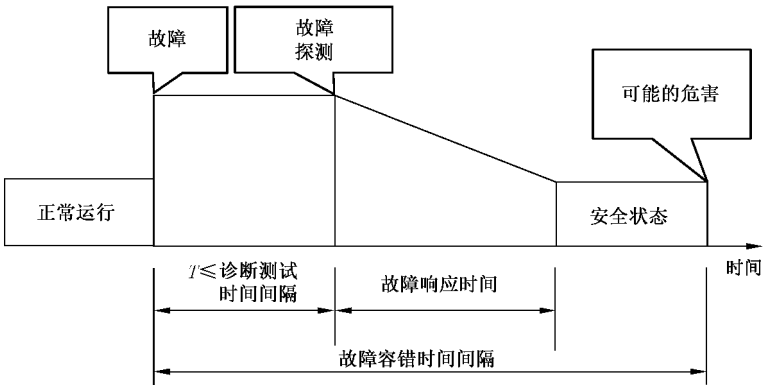 故障
故障
探测
可能的危害
正常运行
安全状态
时间
T≤诊断测试
时间间隔
故障响应时间
故障容错时间间隔